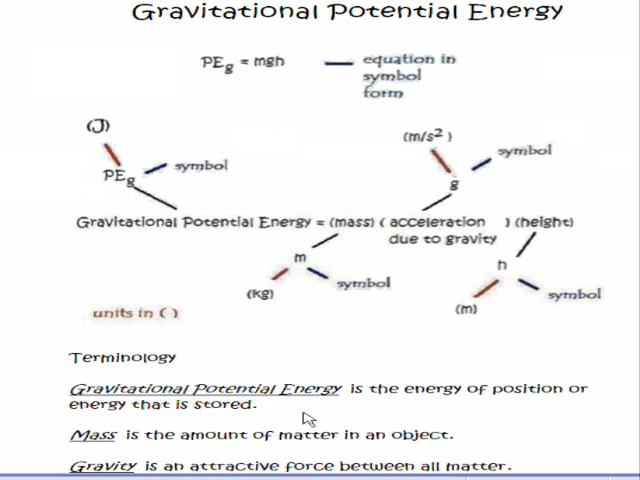 Gravitational Potential Energy
PEg = mgh
equation in
symbol
form
(J)
(m/s²)
symbol
symbol
PEg
g
Gravitational Potential Energy = (mass) ( acceleration ) (height)
due to gravity
m
h
symbol
(kg)
symbol
(m)
units in ( )
Terminology
Gravitational Potential Energy is the energy of position or
energy that is stored.
Mass is the amount of matter in an object.
Gravity is an attractive force between all matter.